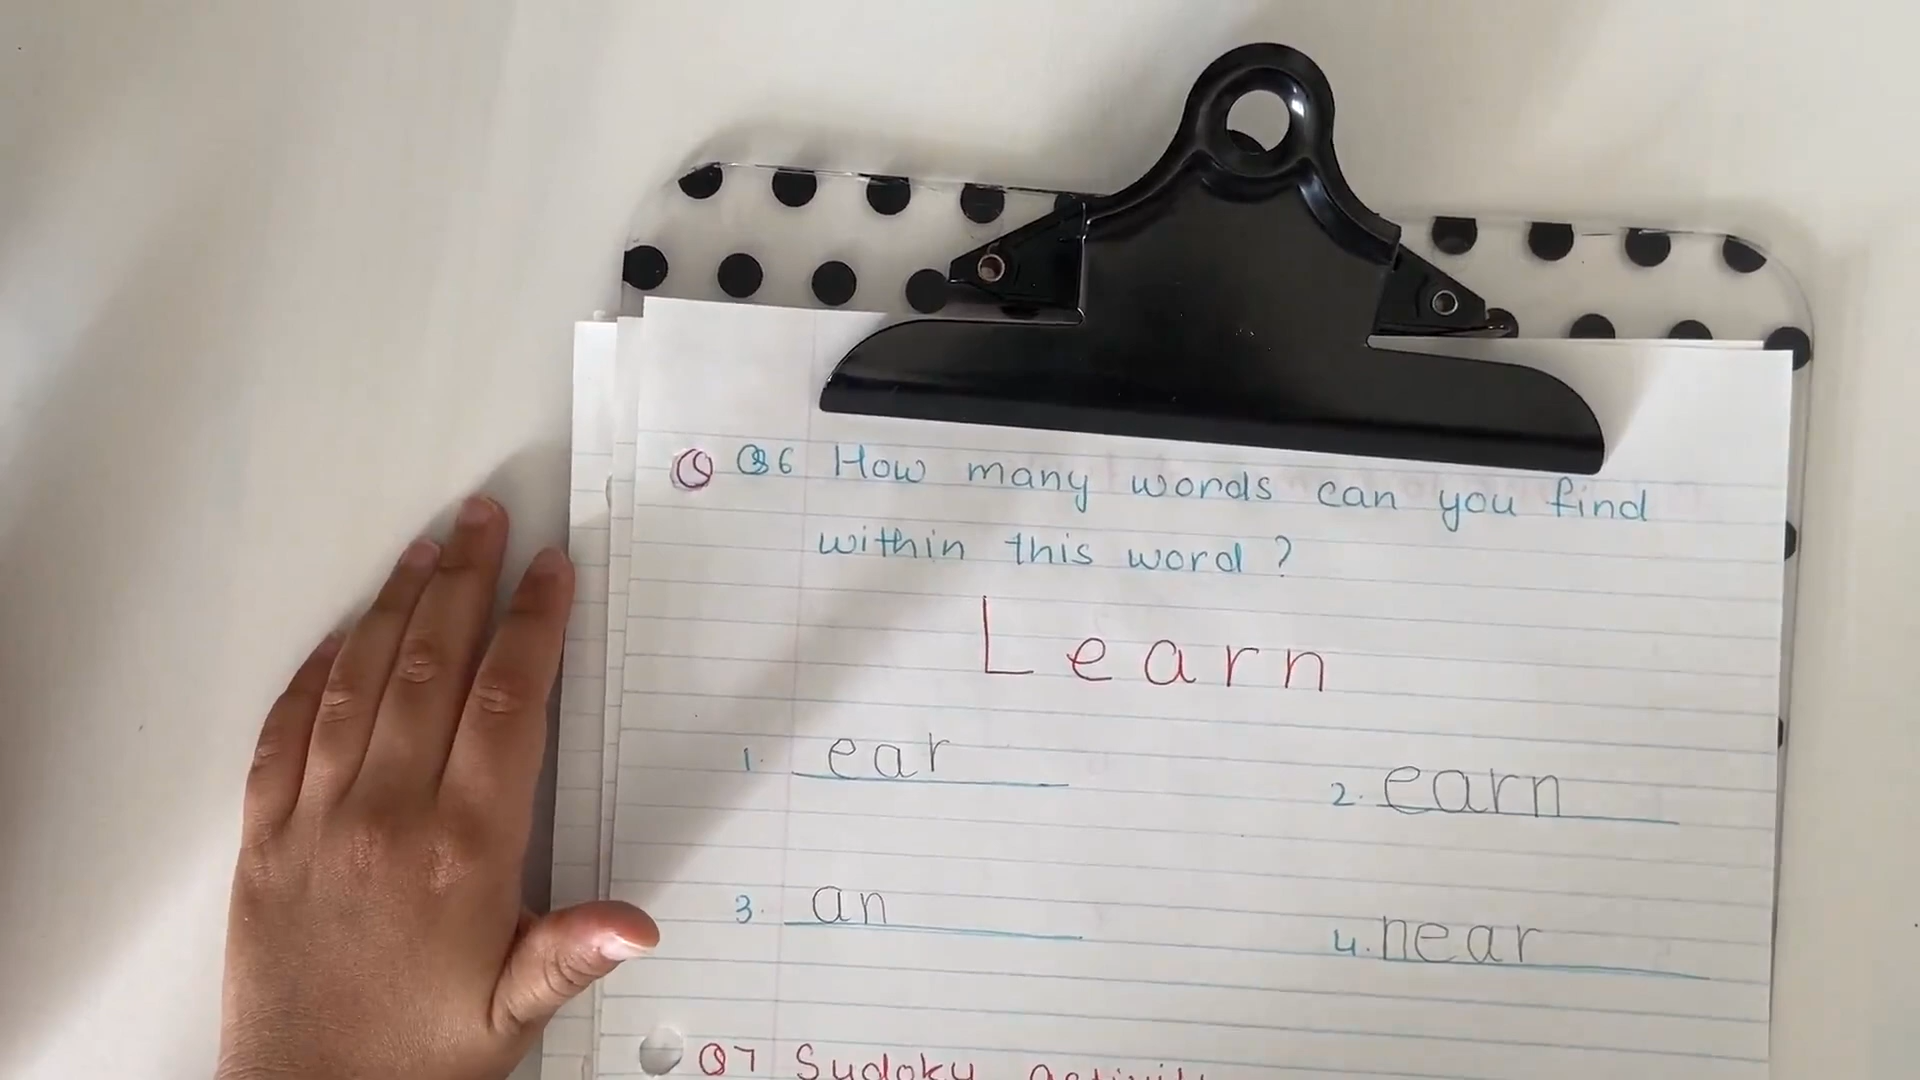 Q Q6 How many words can you find
within this word ?
Learn
1. ear
2. earn
3. an
4. near
Q7 Sudoky